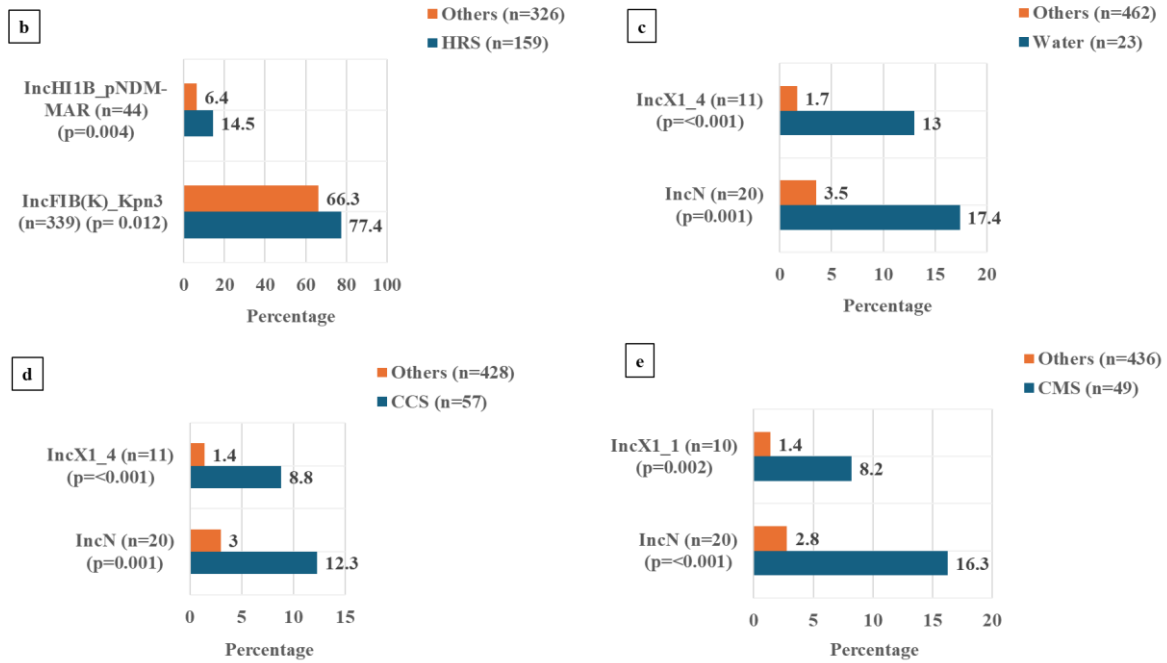 b
Others (n=326)
HRS (n=159)
IncHI1B_pNDM-
MAR (n=44)
(p=0.004)
6.4
14.5
IncFIB(K)_Kpn3
(n=339) (p= 0.012)
66.3
77.4
0 20 40 60 80 100
Percentage
c
Others (n=462)
Water (n=23)
IncX1_4 (n=11)
(p=<0.001)
1.7
13
IncN (n=20)
(p=0.001)
3.5
17.4
0 5 10 15 20
Percentage
d
Others (n=428)
CCS (n=57)
IncX1_4 (n=11)
(p=<0.001)
1.4
8.8
IncN (n=20)
(p=0.001)
3
12.3
0 5 10 15
Percentage
e
Others (n=436)
CMS (n=49)
IncX1_1 (n=10)
(p=0.002)
1.4
8.2
IncN (n=20)
(p=<0.001)
2.8
16.3
0 5 10 15 20
Percentage